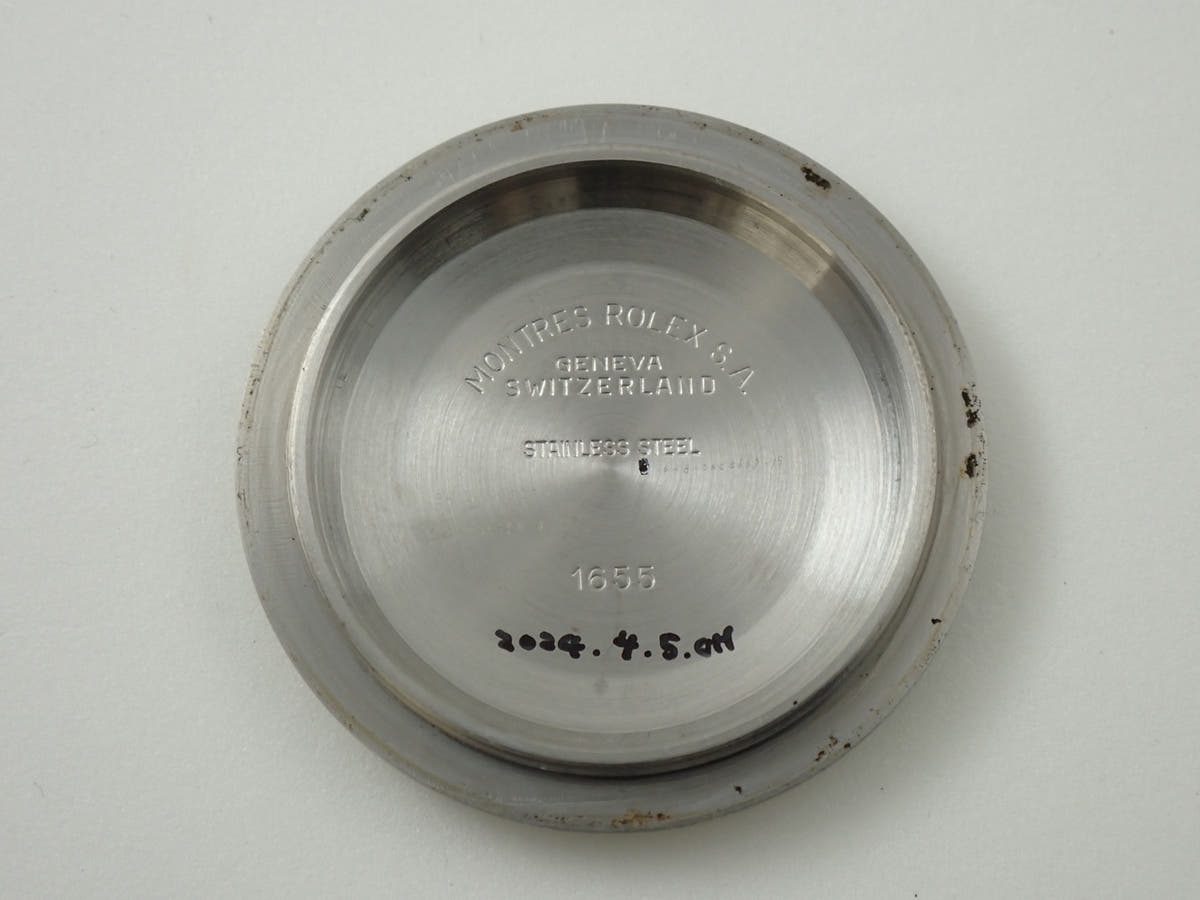 MONTRES ROLEX S.A.
GENEVA
SWITZERLAND
STAINLESS STEEL
1655
2024.4.5.OH